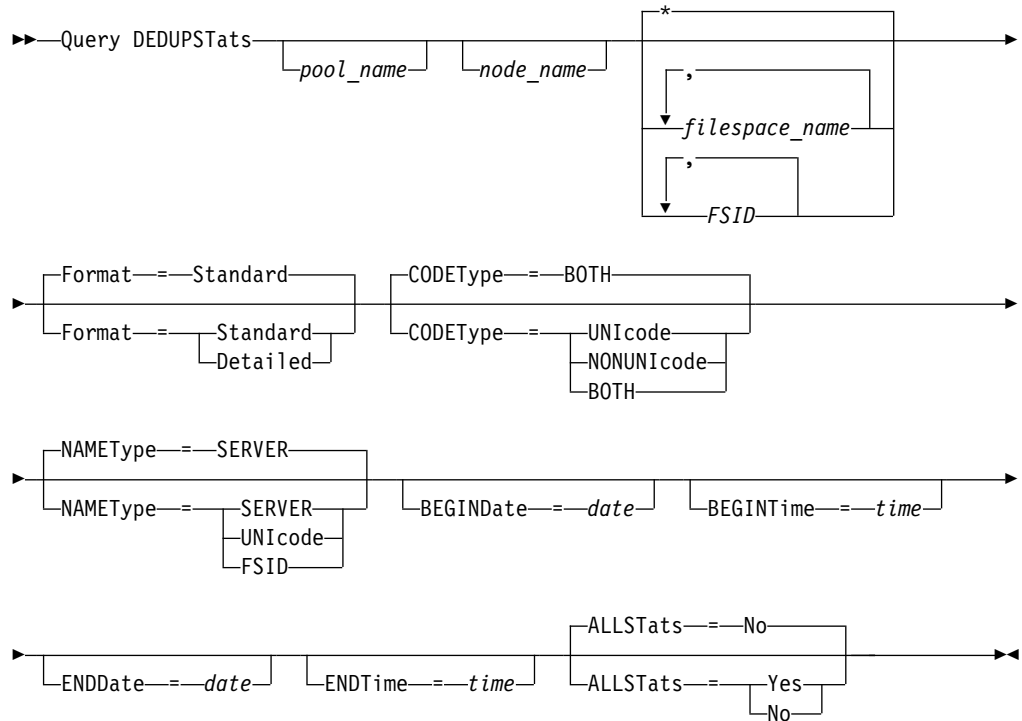 *
Query DEDUPSTats
pool_name node_name
,
filespace_name
,
FSID
Format = Standard CODEType = BOTH
Format = Standard CODEType = UNIcode
Detailed NONUNIcode
BOTH
NAMEType = SERVER
NAMEType = SERVER BEGINDate = date BEGINTime = time
UNIcode
FSID
ALLSTats = No
ENDDate = date ENDTime = time ALLSTats = Yes
No